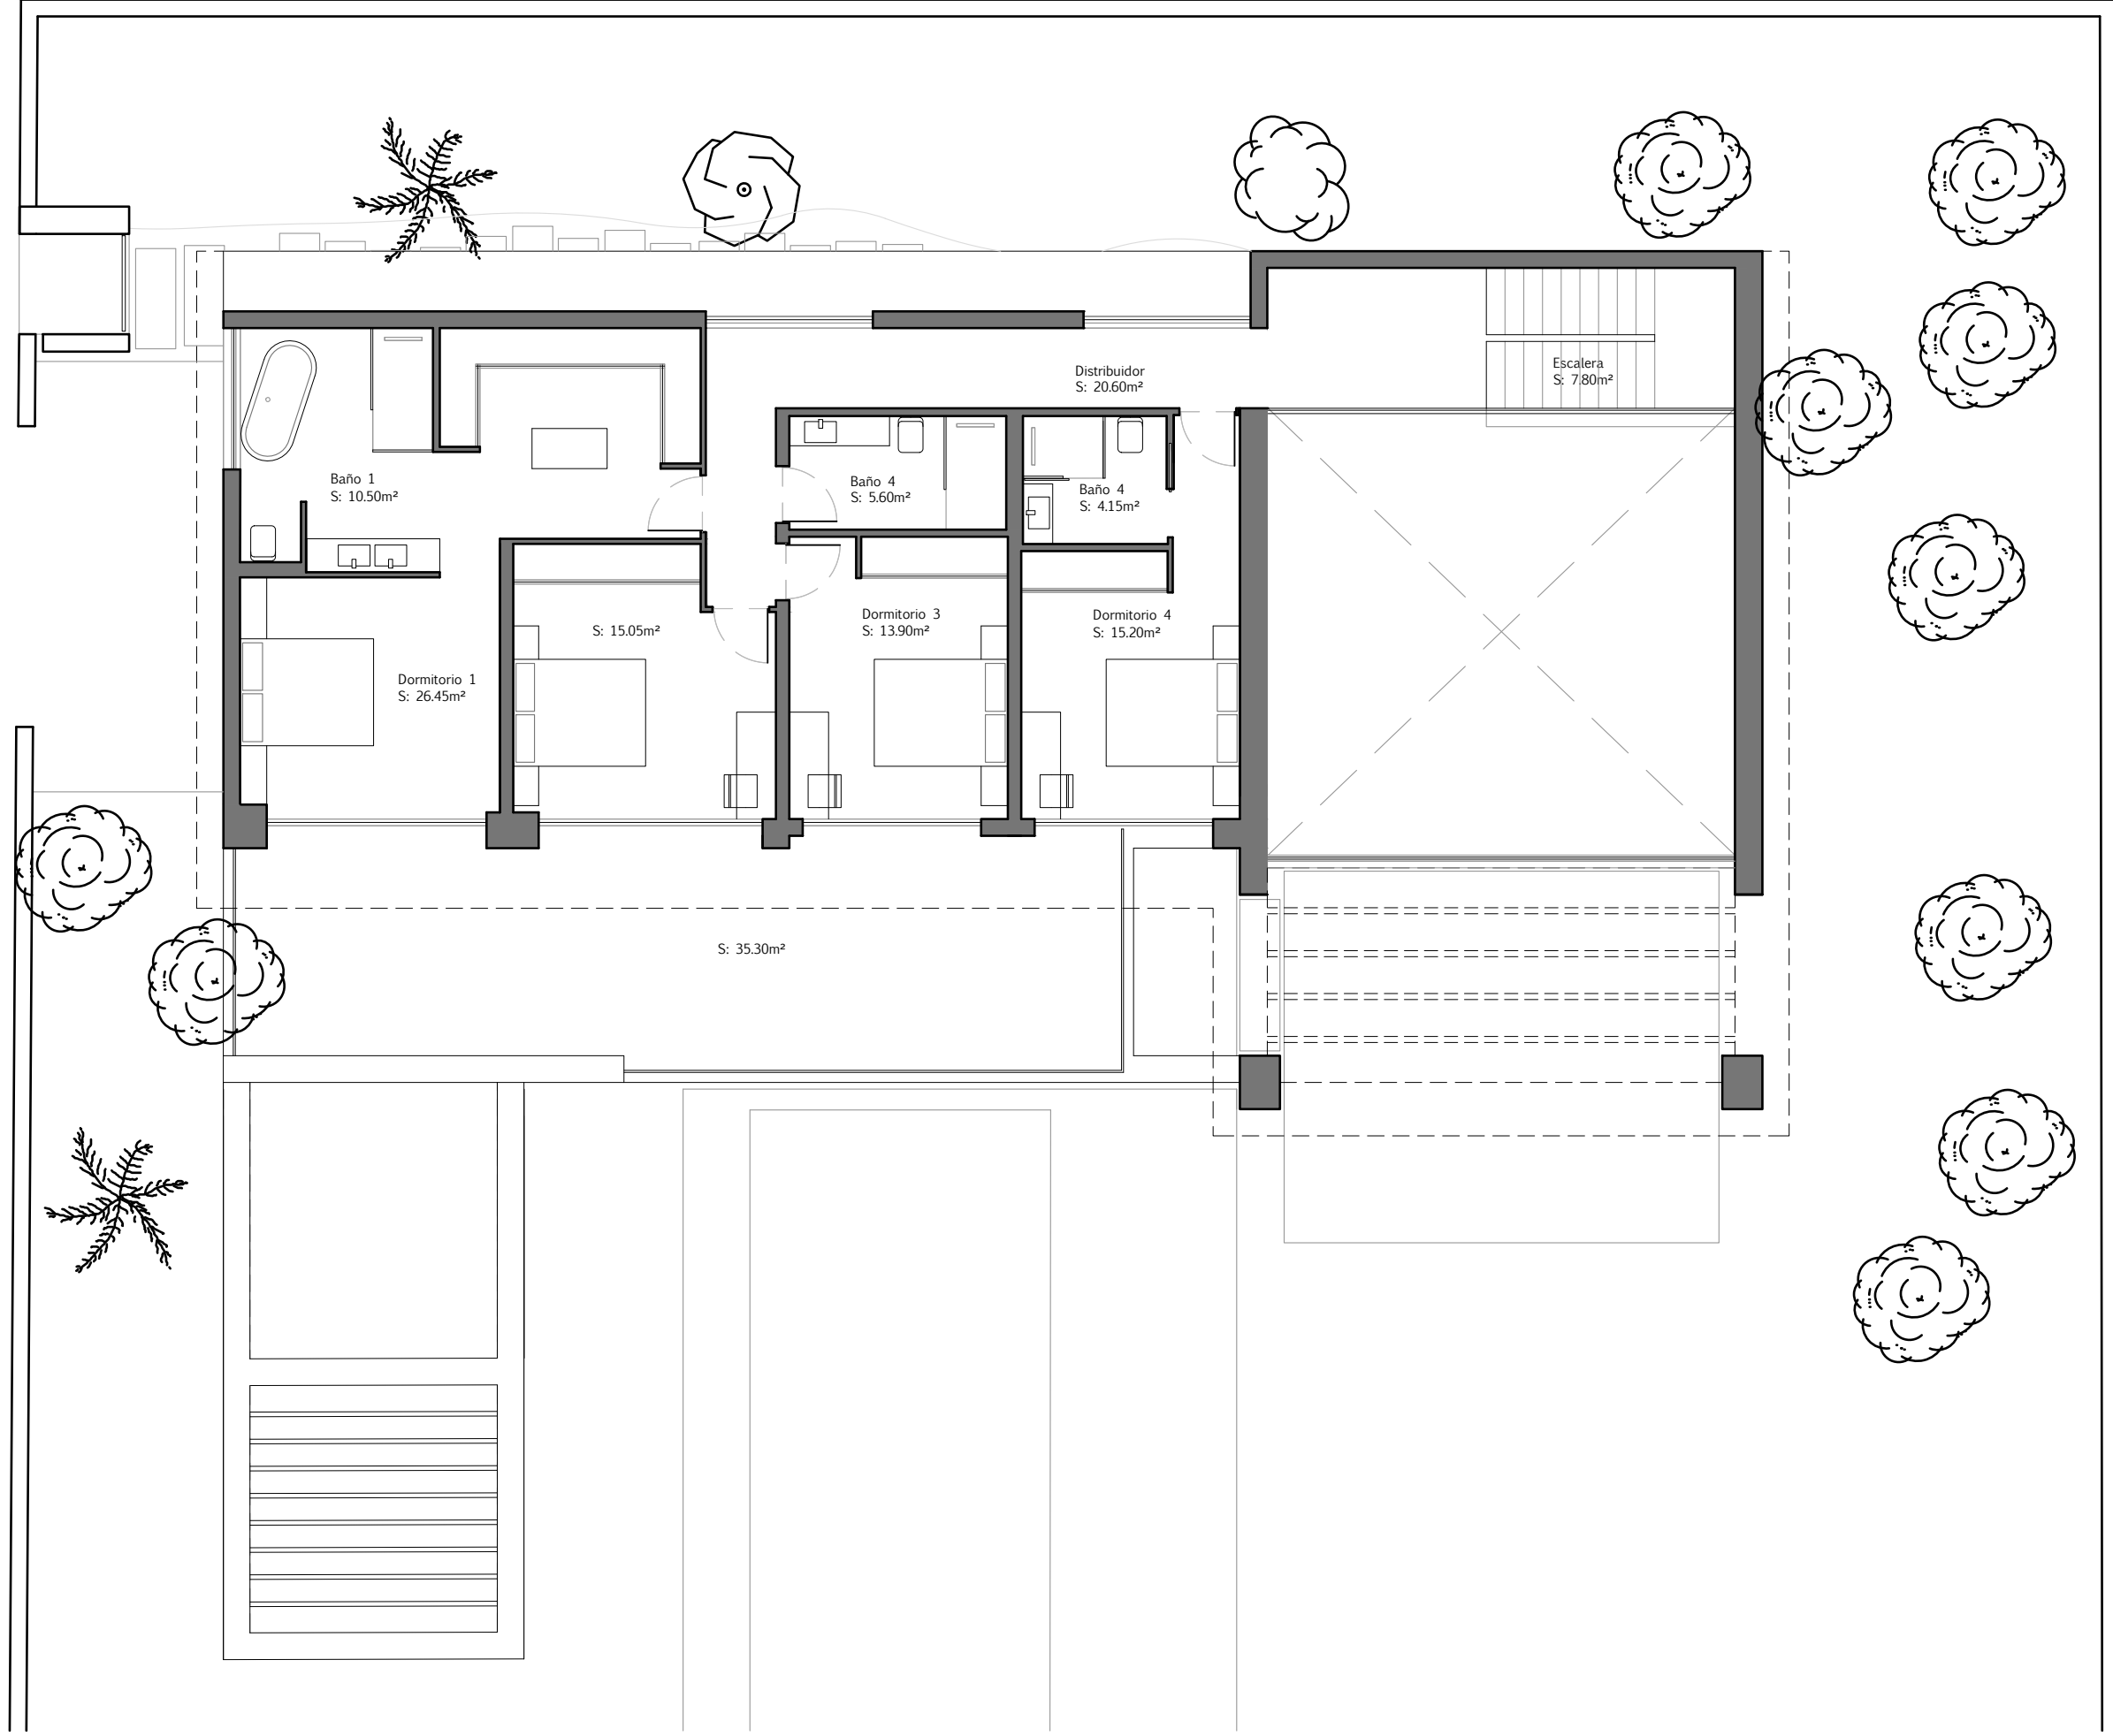 Distribuidor
S: 20.60m²
Escalera
S: 7.80m²
Baño 1
S: 10.50m²
Baño 4
S: 5.60m²
Baño 4
S: 4.15m²
S: 15.05m²
Dormitorio 3
S: 13.90m²
Dormitorio 4
S: 15.20m²
Dormitorio 1
S: 26.45m²
S: 35.30m²